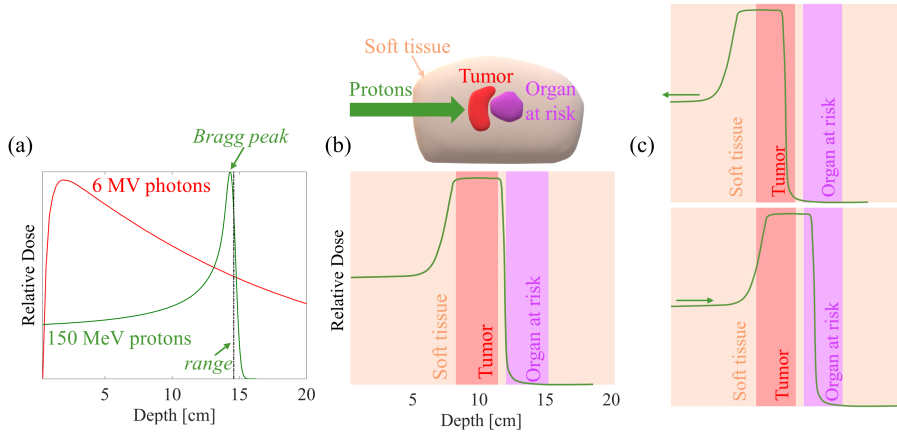 (a)
Bragg peak
6 MV photons
150 MeV protons
range
Relative Dose
0
5
10
15
20
Depth [cm]
(b)
Soft tissue
Tumor
Protons
Organ
at risk
Relative Dose
Soft tissue
Tumor
Organ at risk
5
10
15
20
Depth [cm]
(c)
Soft tissue
Tumor
Organ at risk
Soft tissue
Tumor
Organ at risk